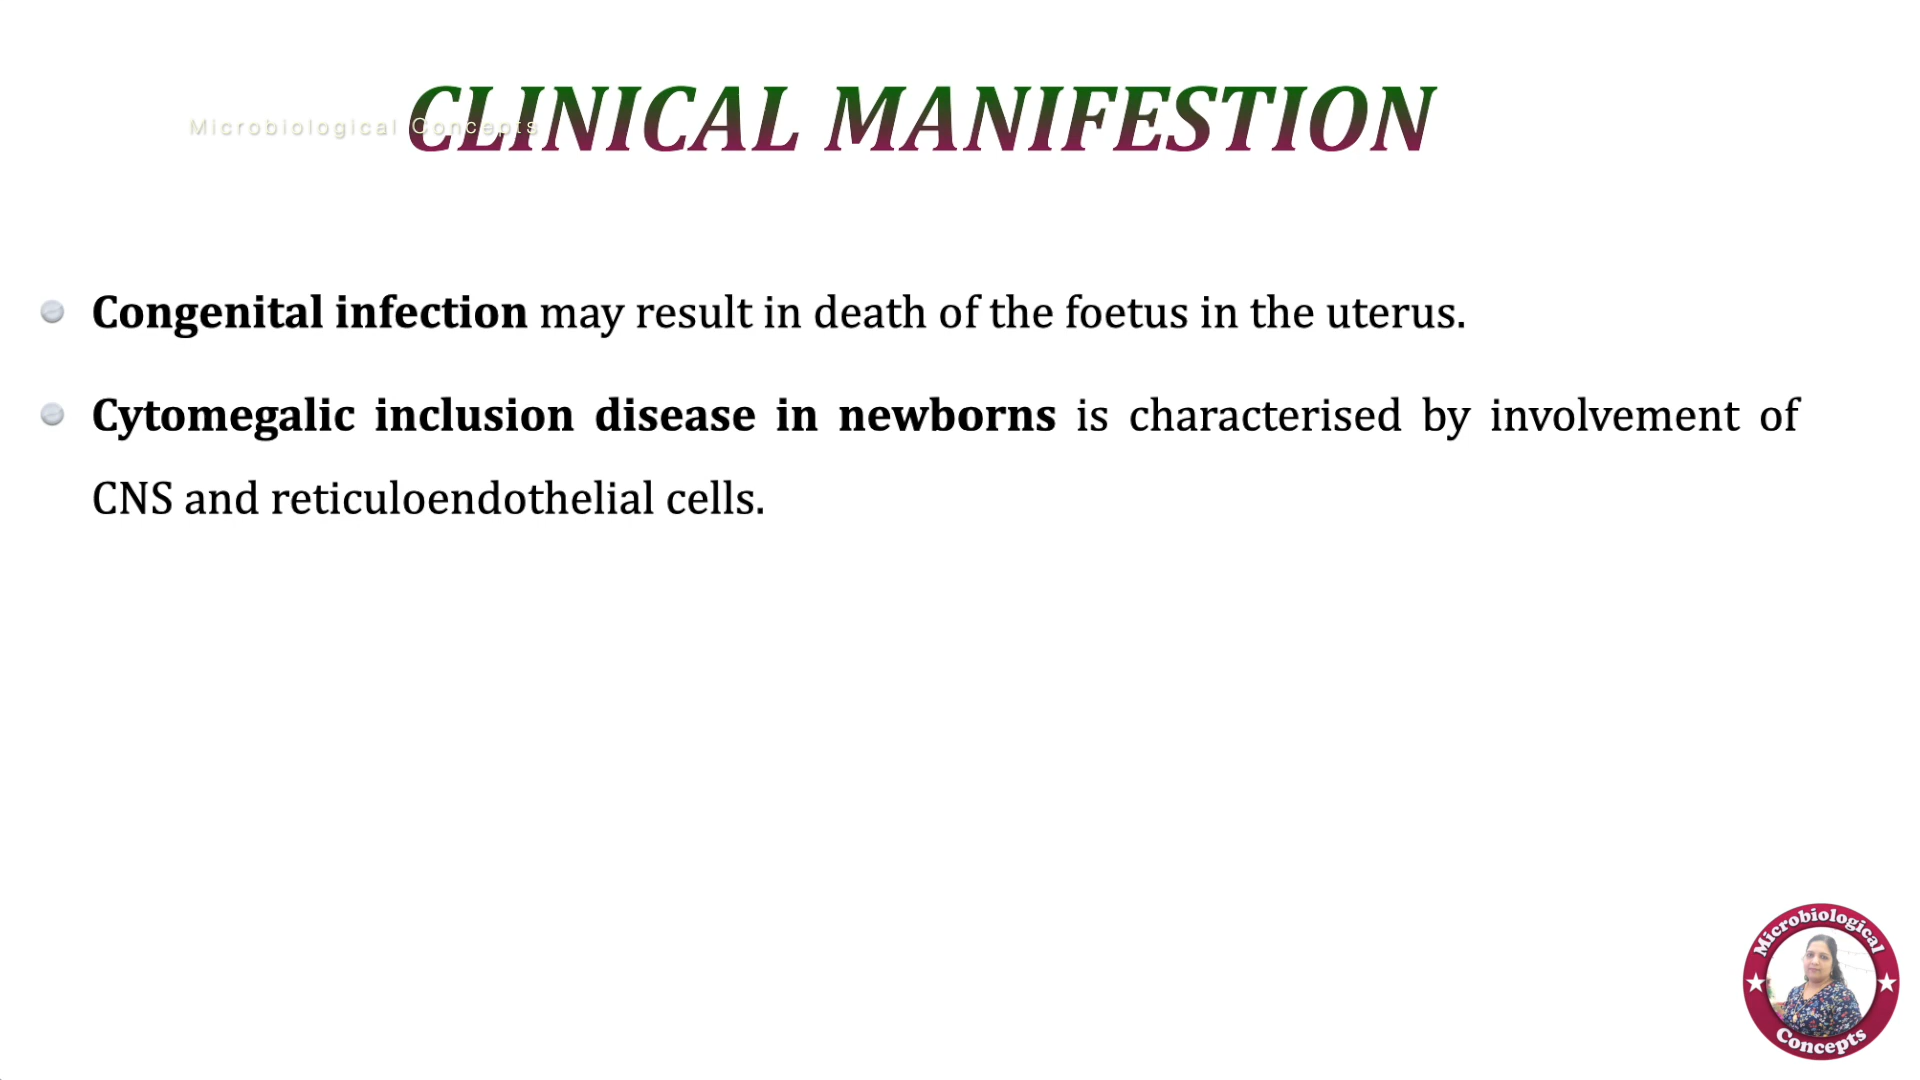 Microbiological Concepts
CLINICAL MANIFESTION
Congenital infection may result in death of the foetus in the uterus.
Cytomegalic inclusion disease in newborns is characterised by involvement of
CNS and reticuloendothelial cells.
Microbiological
Concepts